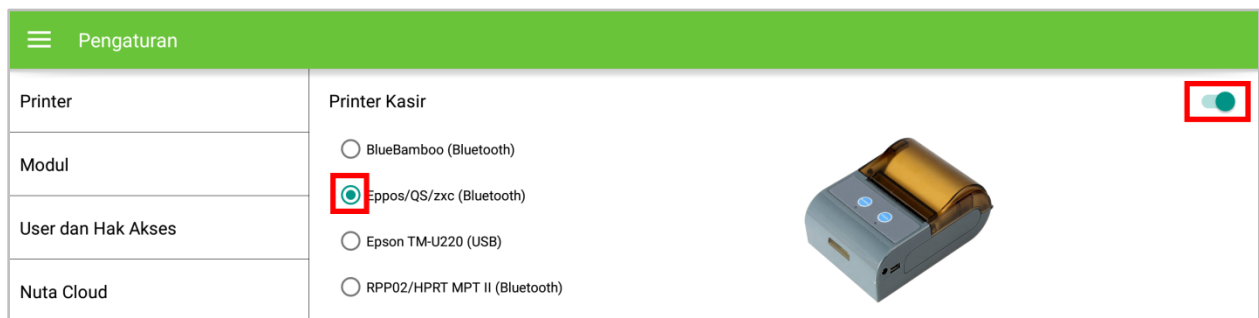 Pengaturan
Printer
Modul
User dan Hak Akses
Nuta Cloud
Printer Kasir
BlueBamboo (Bluetooth)
Eppos/QS/zxc (Bluetooth)
Epson TM-U220 (USB)
RPP02/HPRT MPT II (Bluetooth)